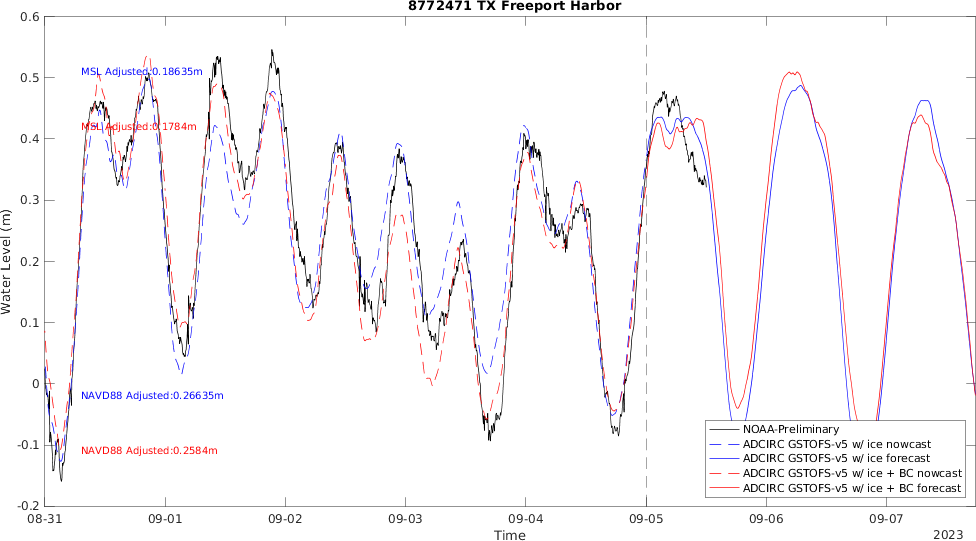 8772471 TX Freeport Harbor
Water Level (m)
0.6
0.5
0.4
0.3
0.2
0.1
0
-0.1
-0.2
MSL Adjusted:0.18635m
MSL Adjusted:0.1784m
NAVD88 Adjusted:0.26635m
NAVD88 Adjusted:0.2584m
NOAA-Preliminary
ADCIRC GSTOFS-v5 w/ ice nowcast
ADCIRC GSTOFS-v5 w/ ice forecast
ADCIRC GSTOFS-v5 w/ ice + BC nowcast
ADCIRC GSTOFS-v5 w/ ice + BC forecast
08-31 09-01 09-02 09-03 09-04 09-05 09-06 09-07
Time
2023